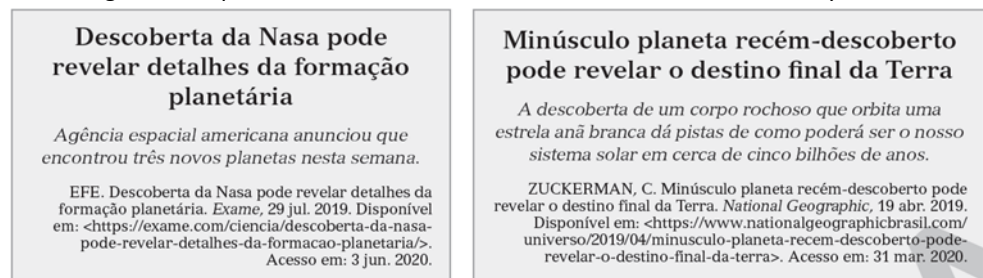 Descoberta da Nasa pode
revelar detalhes da formação
planetária
Agência espacial americana anunciou que
encontrou três novos planetas nesta semana.
EFE. Descoberta da Nasa pode revelar detalhes da
formação planetária. Exame, 29 jul. 2019. Disponível
em: <https://exame.com/ciencia/descoberta-da-nasa-
pode-revelar-detalhes-da-formacao-planetaria/>.
Acesso em: 3 jun. 2020.
Minúsculo planeta recém-descoberto
pode revelar o destino final da Terra
A descoberta de um corpo rochoso que orbita uma
estrela anã branca dá pistas de como poderá ser o nosso
sistema solar em cerca de cinco bilhões de anos.
ZUCKERMAN, C. Minúsculo planeta recém-descoberto pode
revelar o destino final da Terra. National Geographic, 19 abr. 2019.
Disponível em: <https://www.nationalgeographicbrasil.com/
universo/2019/04/minusculo-planeta-recem-descoberto-pode-
revelar-o-destino-final-da-terra>. Acesso em: 31 mar. 2020.